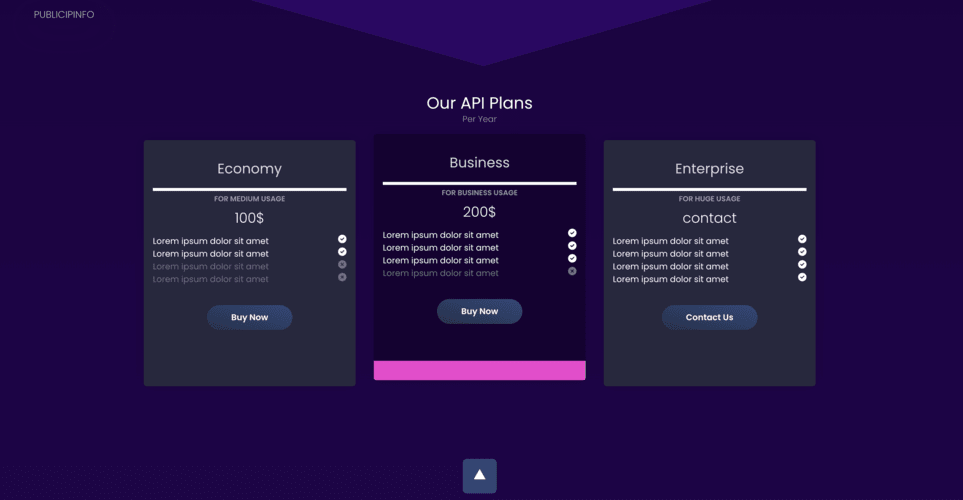 PUBLICIPINFO
Our API Plans
Per Year
Economy
FOR MEDIUM USAGE
100$
Lorem ipsum dolor sit amet
Lorem ipsum dolor sit amet
Lorem ipsum dolor sit amet
Lorem ipsum dolor sit amet
Buy Now
Business
FOR BUSINESS USAGE
200$
Lorem ipsum dolor sit amet
Lorem ipsum dolor sit amet
Lorem ipsum dolor sit amet
Lorem ipsum dolor sit amet
Buy Now
Enterprise
FOR HUGE USAGE
contact
Lorem ipsum dolor sit amet
Lorem ipsum dolor sit amet
Lorem ipsum dolor sit amet
Lorem ipsum dolor sit amet
Contact Us